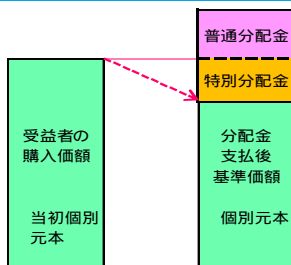 普通分配金
特別分配金
受益者の
購入価額
当初個別
元本
分配金
支払後
基準価額
個別元本